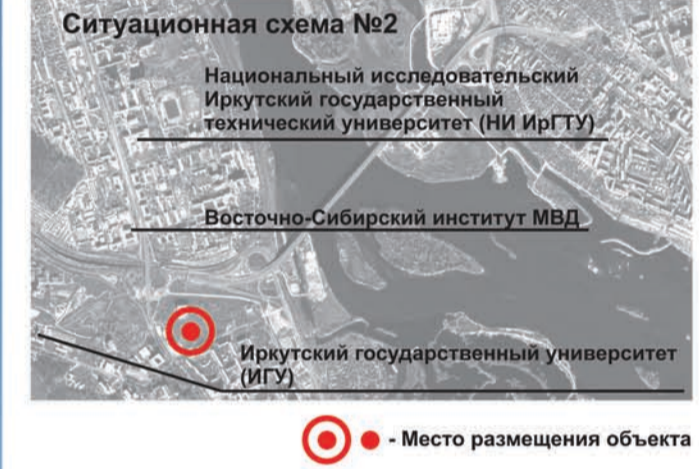 Ситуационная схема №2
Национальный исследовательский
Иркутский государственный
технический университет (НИ ИрГТУ)
Восточно-Сибирский институт МВД
Иркутский государственный университет
(ИГУ)
- Место размещения объекта